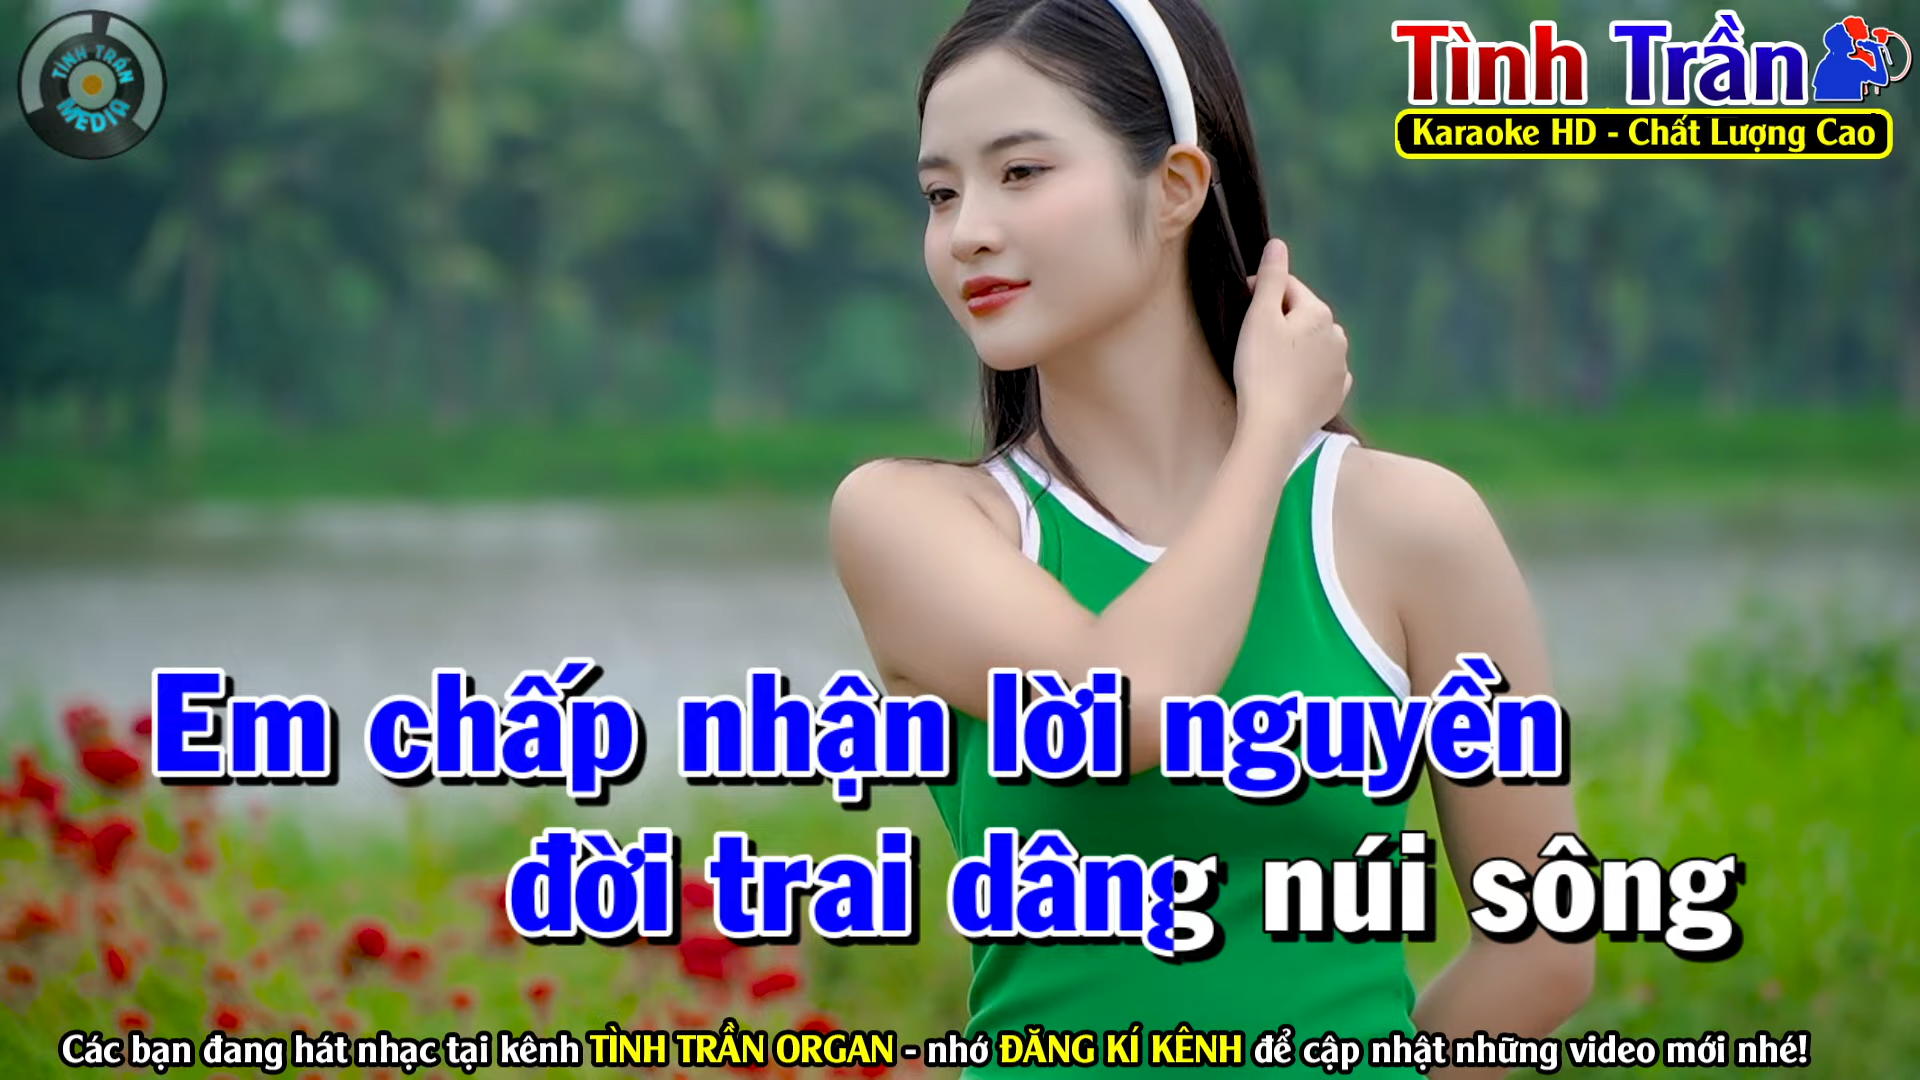 TÌNH TRẦN
MEDIA
Tình Trần
Karaoke HD - Chất Lượng Cao
Em chấp nhận lời nguyền
đời trai dâng núi sông
Các bạn đang hát nhạc tại kênh TÌNH TRẦN ORGAN - nhớ ĐĂNG KÍ KÊNH để cập nhật những video mới nhé!